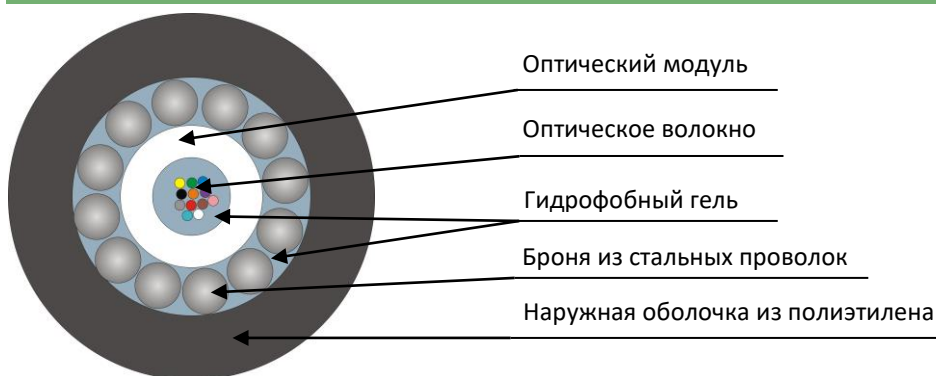 Оптический модуль
Оптическое волокно
Гидрофобный гель
Броня из стальных проволок
Наружная оболочка из полиэтилена